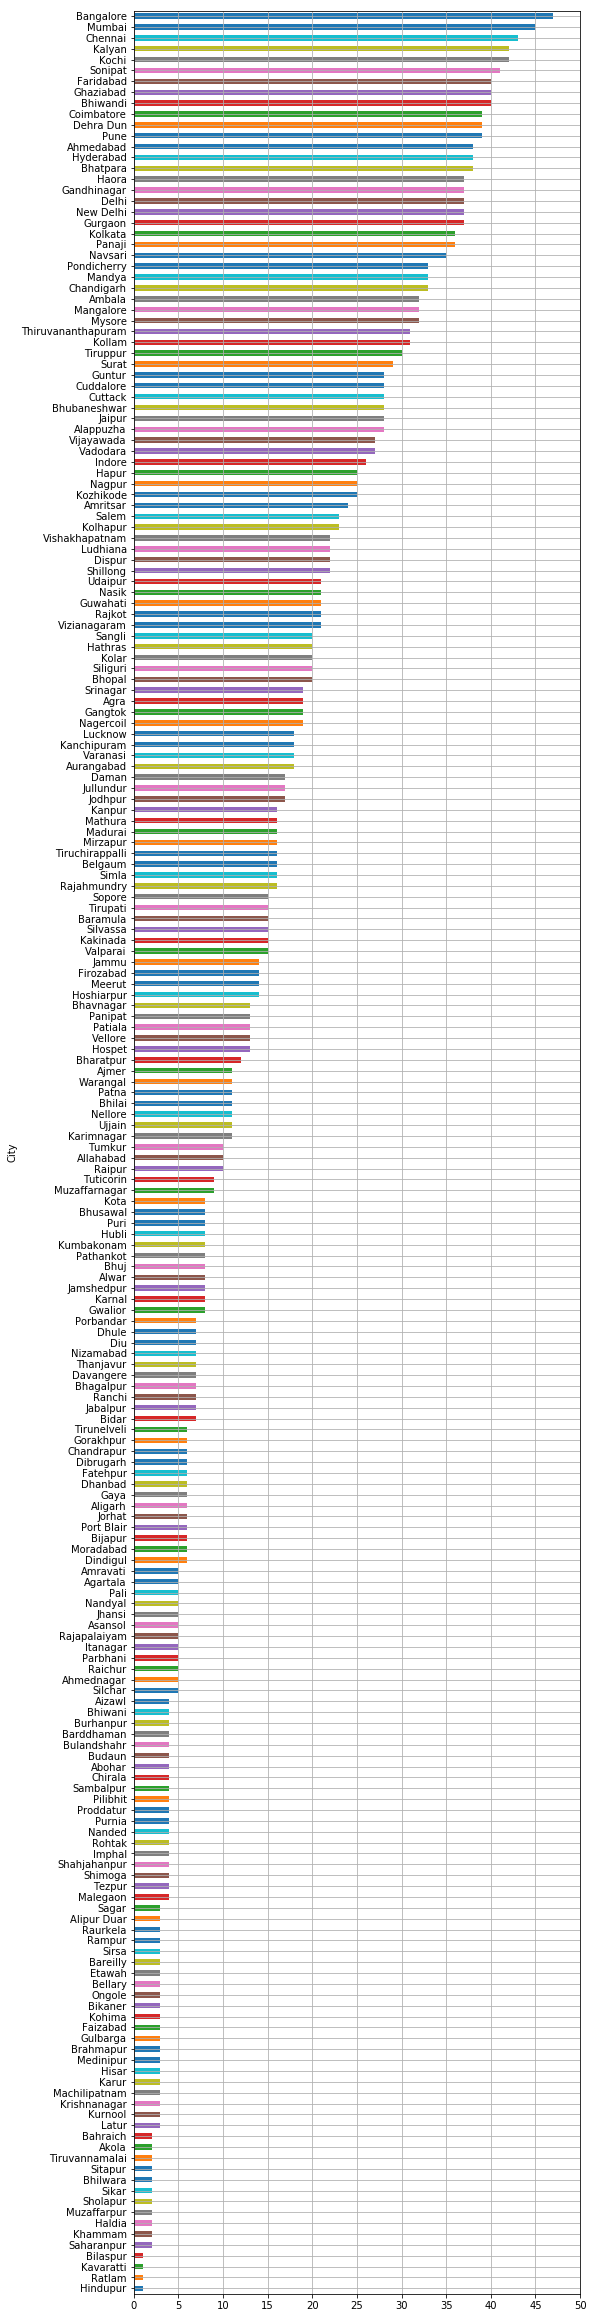 Bangalore
Mumbai
Chennai
Kalyan
Kochi
Sonipat
Faridabad
Ghaziabad
Bhiwandi
Coimbatore
Dehra Dun
Pune
Ahmedabad
Hyderabad
Bhatpara
Haora
Gandhinagar
Delhi
New Delhi
Gurgaon
Kolkata
Panaji
Navsari
Pondicherry
Mandya
Chandigarh
Ambala
Mangalore
Mysore
Thiruvananthapuram
Kollam
Tiruppur
Surat
Guntur
Cuddalore
Cuttack
Bhubaneshwar
Jaipur
Alappuzha
Vijayawada
Vadodara
Indore
Hapur
Nagpur
Kozhikode
Amritsar
Salem
Kolhapur
Vishakhapatnam
Ludhiana
Dispur
Shillong
Udaipur
Nasik
Guwahati
Rajkot
Vizianagaram
Sangli
Hathras
Kolar
Siliguri
Bhopal
Srinagar
Agra
Gangtok
Nagercoil
Lucknow
Kanchipuram
Varanasi
Aurangabad
Daman
Jullundur
Jodhpur
Kanpur
Mathura
Madurai
Mirzapur
Tiruchirappalli
Belgaum
Simla
Rajahmundry
Sopore
Tirupati
Baramula
Silvassa
Kakinada
Valparai
Jammu
Firozabad
Meerut
Hoshiarpur
Bhavnagar
Panipat
Patiala
Vellore
Hospet
Bharatpur
Ajmer
Warangal
Patna
Bhilai
Nellore
Ujjain
Karimnagar
Tumkur
Allahabad
Raipur
Tuticorin
Muzaffarnagar
Kota
Bhusawal
Puri
Hubli
Kumbakonam
Pathankot
Bhuj
Alwar
Jamshedpur
Karnal
Gwalior
Porbandar
Dhule
Diu
Nizamabad
Thanjavur
Davangere
Bhagalpur
Ranchi
Jabalpur
Bidar
Tirunelveli
Gorakhpur
Chandrapur
Dibrugarh
Fatehpur
Dhanbad
Gaya
Aligarh
Jorhat
Port Blair
Bijapur
Moradabad
Dindigul
Amravati
Agartala
Pali
Nandyal
Jhansi
Asansol
Rajapalaiyam
Itanagar
Parbhani
Raichur
Ahmednagar
Silchar
Aizawl
Bhiwani
Burhanpur
Barddhaman
Bulandshahr
Budaun
Abohar
Chirala
Sambalpur
Pilibhit
Proddatur
Purnia
Nanded
Rohtak
Imphal
Shahjahanpur
Shimoga
Tezpur
Malegaon
Sagar
Alipur Duar
Raurkela
Rampur
Sirsa
Bareilly
Etawah
Bellary
Ongole
Bikaner
Kohima
Faizabad
Gulbarga
Brahmapur
Medinipur
Hisar
Karur
Machilipatnam
Krishnanagar
Kurnool
Latur
Bahraich
Akola
Tiruvannamalai
Sitapur
Bhilwara
Sikar
Sholapur
Muzaffarpur
Haldia
Khammam
Saharanpur
Bilaspur
Kavaratti
Ratlam
Hindupur
City
0 5 10 15 20 25 30 35 40 45 50